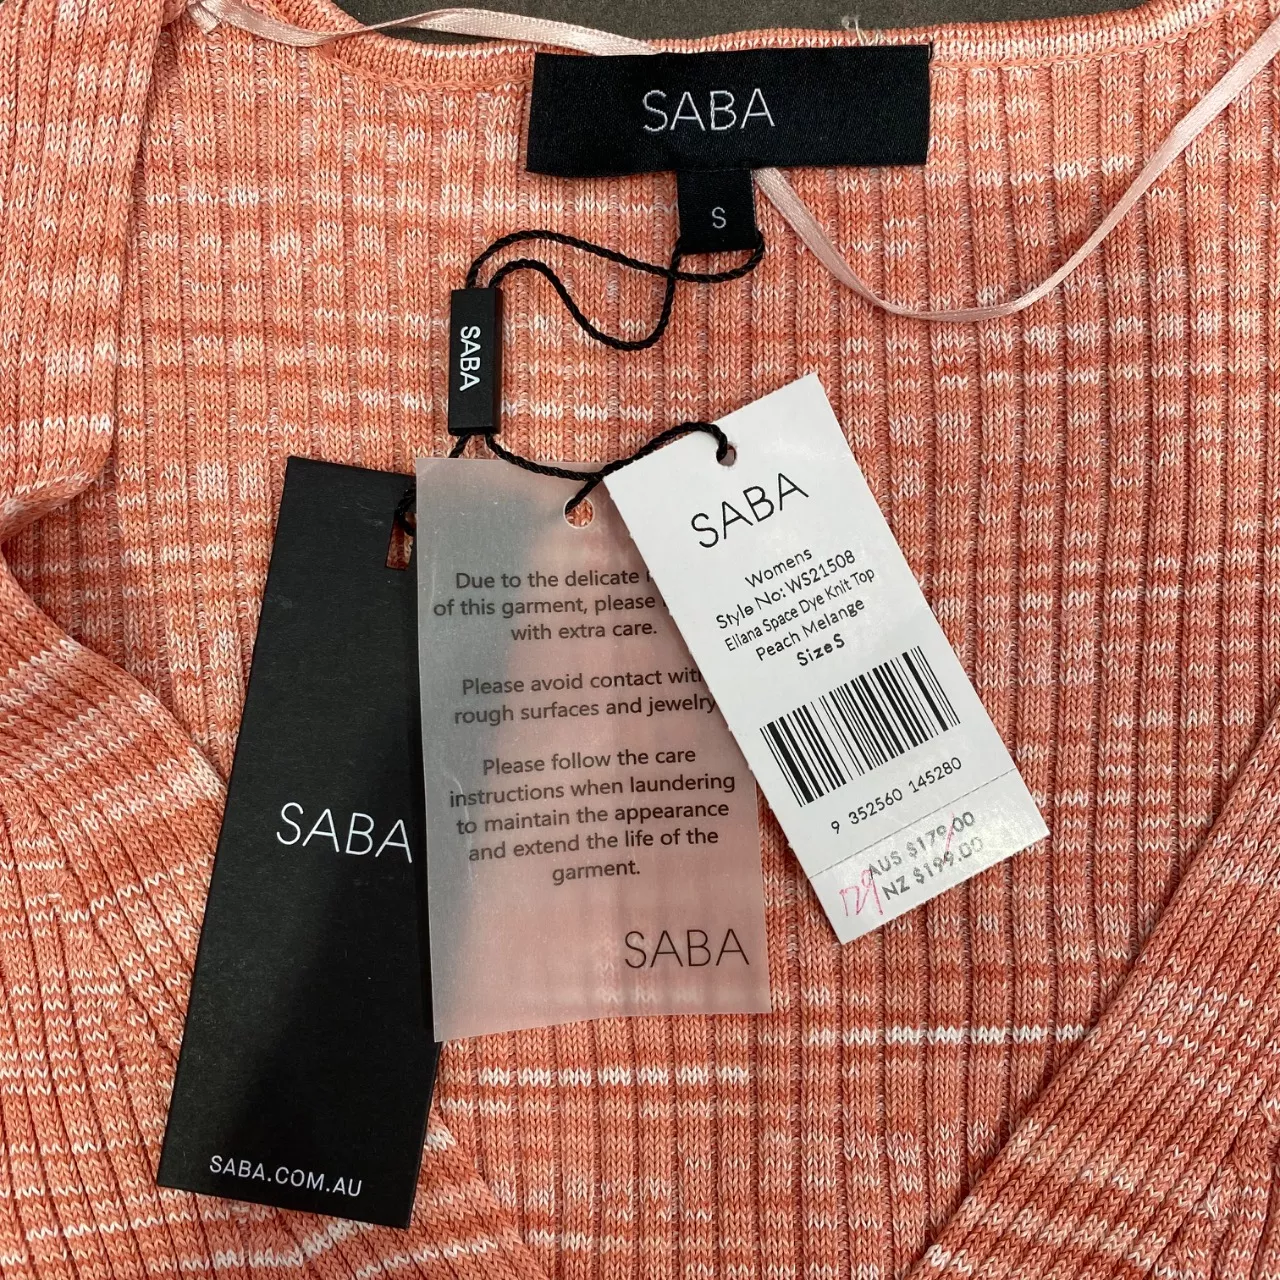 SABA
S
SABA
SABA
Womens
Style No: WS21508
Eliana Space Dye Knit Top
Peach Melange
Size S
9 352560 145280
AUS $179.00
NZ $199.00
129
Due to the delicate
of this garment, please
with extra care.
Please avoid contact with
rough surfaces and jewelry
Please follow the care
instructions when laundering
to maintain the appearance
and extend the life of the
garment.
SABA
SABA
SABA.COM.AU